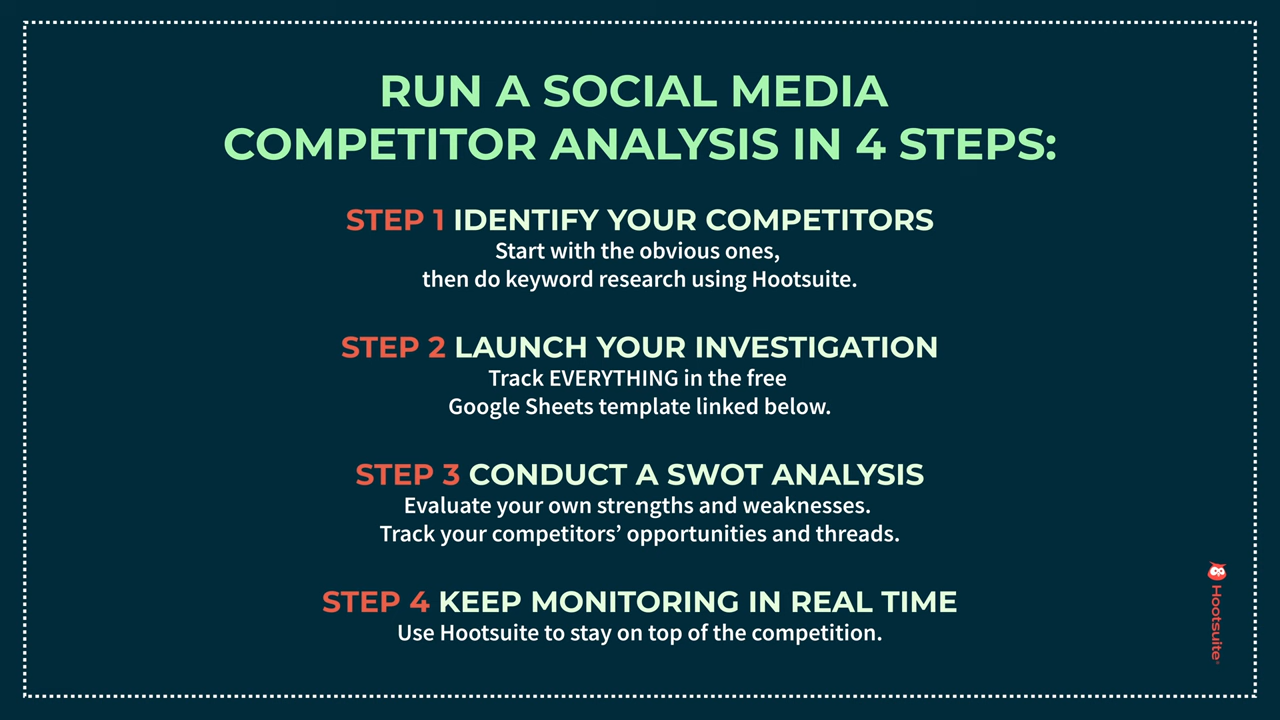 RUN A SOCIAL MEDIA
COMPETITOR ANALYSIS IN 4 STEPS:
STEP 1 IDENTIFY YOUR COMPETITORS
Start with the obvious ones,
then do keyword research using Hootsuite.
STEP 2 LAUNCH YOUR INVESTIGATION
Track EVERYTHING in the free
Google Sheets template linked below.
STEP 3 CONDUCT A SWOT ANALYSIS
Evaluate your own strengths and weaknesses.
Track your competitors’ opportunities and threads.
STEP 4 KEEP MONITORING IN REAL TIME
Use Hootsuite to stay on top of the competition.
Hootsuite®